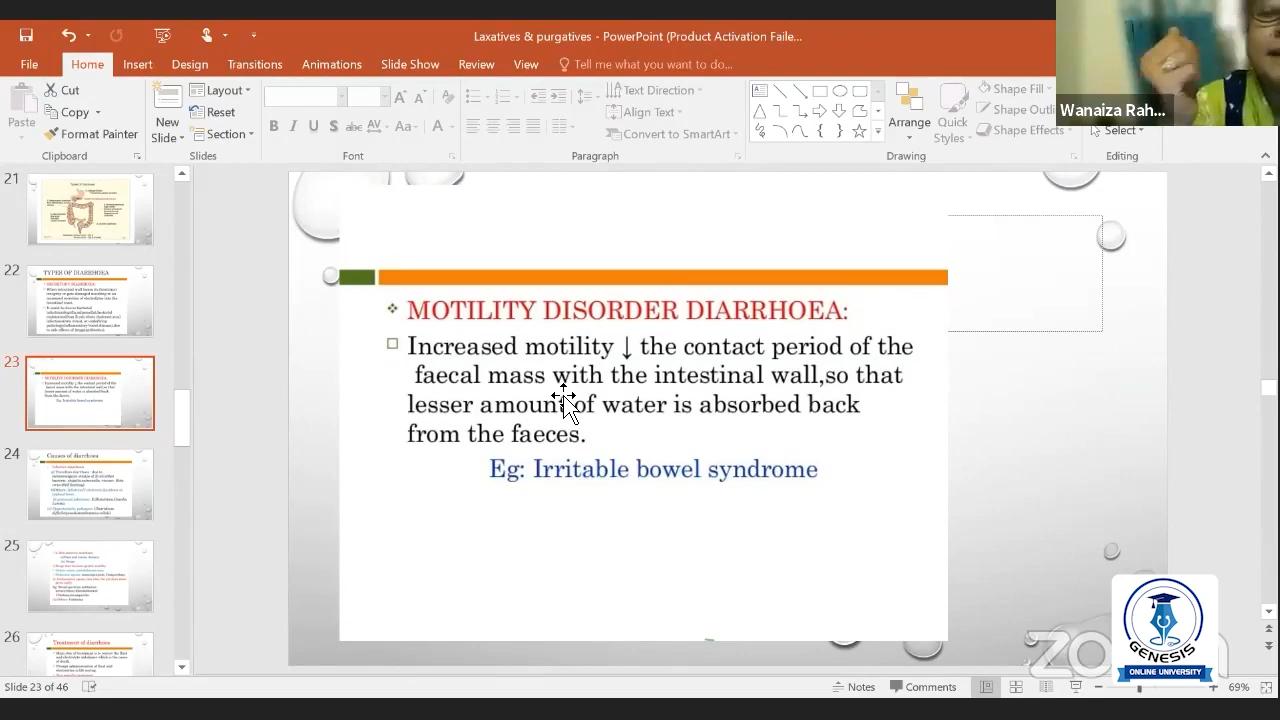 Laxatives & purgatives - PowerPoint (Product Activation Faile...
File Home Insert Design Transitions Animations Slide Show Review View Tell me what you want to do...
Wanaiza Rah...
Paste
Cut
Copy
Format Painter
Clipboard
New
Slide
Layout
Reset
Section
Slides
Font
Text Direction
Align Text
Convert to SmartArt
Paragraph
Arrange
Quick
Styles
Shape Fill
Shape Outli
Shape Effects
Drawing
Select
Editing
21
22
TYPES OF DIARRHOEA
23
24
Causes of diarrhoea
25
26
Treatment of diarrhoea
MOTILITY DISORDER DIARRHOEA:
Increased motility ↓ the contact period of the
faecal mass with the intestinal wall,so that
lesser amount of water is absorbed back
from the faeces.
Eg: Irritable bowel syndrome
GENESIS
ONLINE UNIVERSITY
Slide 23 of 46
Notes
Comments
69%